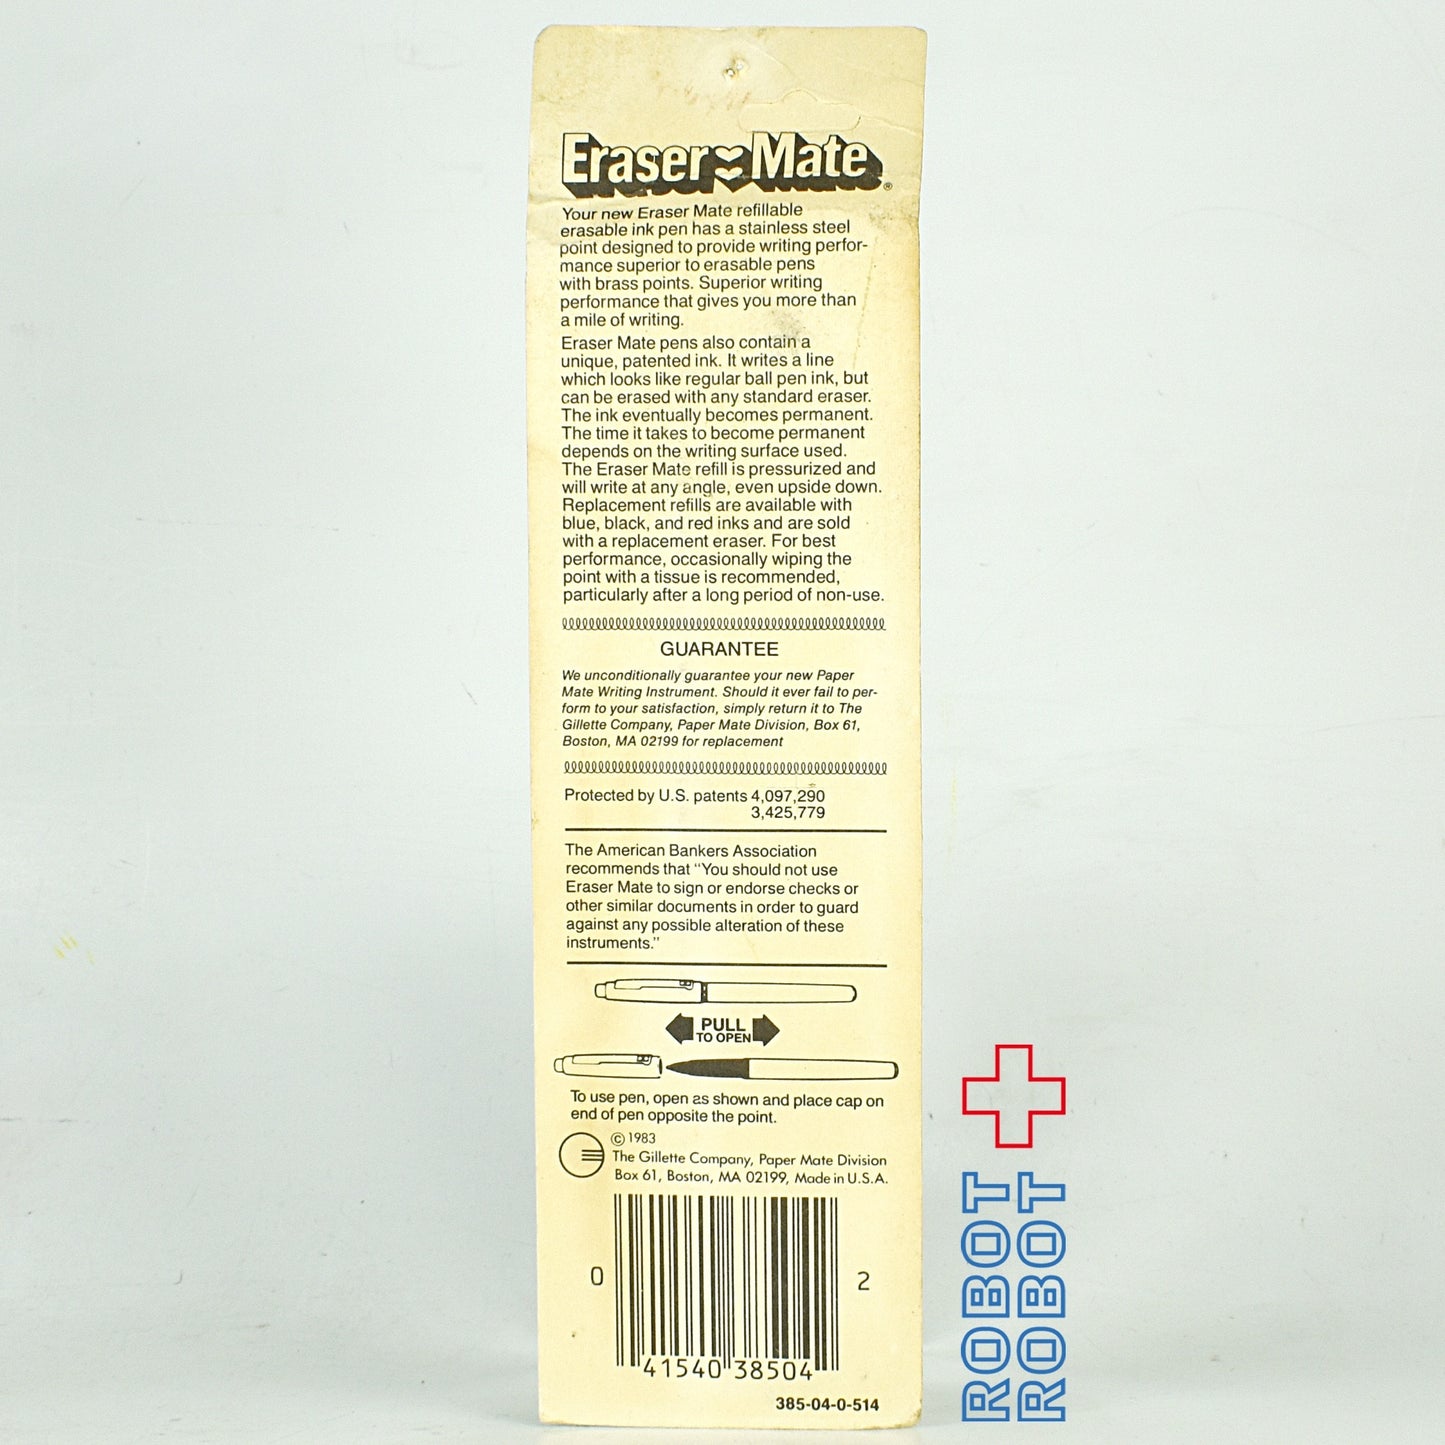 Eraser Mate ®
Your new Eraser Mate refillable
erasable ink pen has a stainless steel
point designed to provide writing perfor-
mance superior to erasable pens
with brass points. Superior writing
performance that gives you more than
a mile of writing.
Eraser Mate pens also contain a
unique, patented ink. It writes a line
which looks like regular ball pen ink, but
can be erased with any standard eraser.
The ink eventually becomes permanent.
The time it takes to become permanent
depends on the writing surface used.
The Eraser Mate refill is pressurized and
will write at any angle, even upside down.
Replacement refills are available with
blue, black, and red inks and are sold
with a replacement eraser. For best
performance, occasionally wiping the
point with a tissue is recommended,
particularly after a long period of non-use.
GUARANTEE
We unconditionally guarantee your new Paper
Mate Writing Instrument. Should it ever fail to per-
form to your satisfaction, simply return it to The
Gillette Company, Paper Mate Division, Box 61,
Boston, MA 02199 for replacement
Protected by U.S. patents 4,097,290
3,425,779
The American Bankers Association
recommends that "You should not use
Eraser Mate to sign or endorse checks or
other similar documents in order to guard
against any possible alteration of these
instruments."
PULL
TO OPEN
To use pen, open as shown and place cap on
end of pen opposite the point.
© 1983
The Gillette Company, Paper Mate Division
Box 61, Boston, MA 02199, Made in U.S.A.
0 41540 38504 2
385-04-0-514
ROBOT
ROBOT